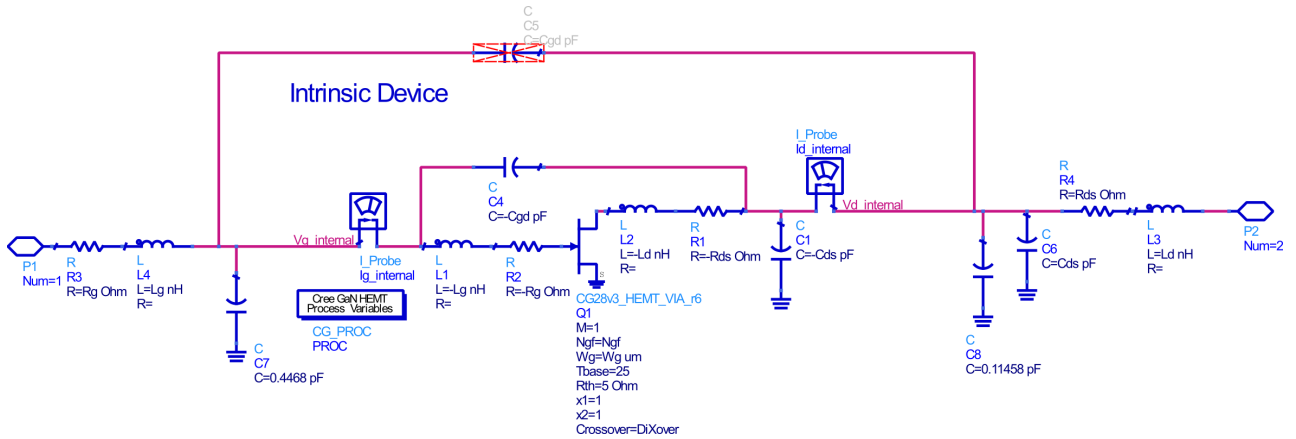 C
C5
C=Cgd pF
Intrinsic Device
I_Probe
Id_internal
R
R4
R=Rds Ohm
C
C4
C=-Cgd pF
Vg_internal
Vd_internal
P1
Num=1
R
R3
R=Rg Ohm
L
L4
L=Lg nH
R=
I_Probe
Ig_internal
L
L1
L=-Lg nH
R=
R
R2
R=-Rg Ohm
L
L2
L=-Ld nH
R=
R
R1
R=-Rds Ohm
C
C1
C=-Cds pF
C
C6
C=Cds pF
L
L3
L=Ld nH
R=
P2
Num=2
S
Cree GaN HEMT
Process Variables
CG_PROC
PROC
C
C7
C=0.4468 pF
CG28v3_HEMT_VIA_r6
Q1
M=1
Ngf=Ngf
Wg=Wg um
Tbase=25
Rth=5 Ohm
x1=1
x2=1
Crossover=DiXover
C
C8
C=0.11458 pF